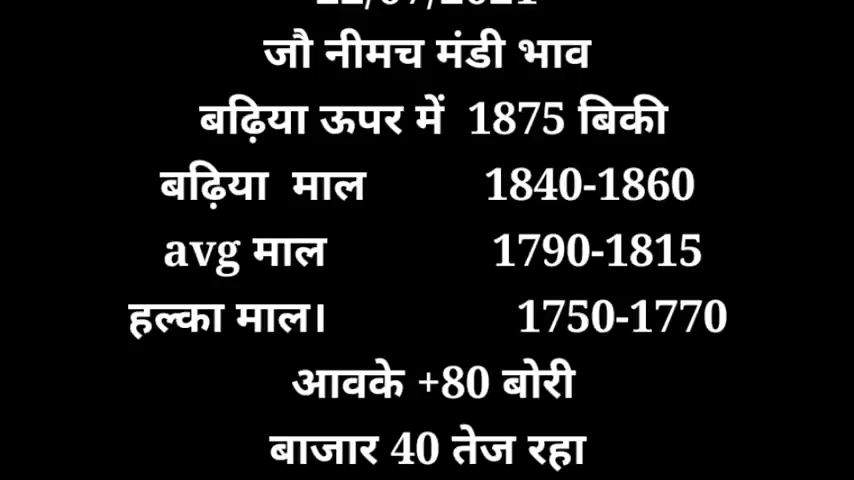 जौ नीमच मंडी भाव
बढ़िया ऊपर में 1875 बिकी
बढ़िया माल 1840-1860
avg माल 1790-1815
हल्का माल। 1750-1770
आवके +80 बोरी
बाजार 40 तेज रहा